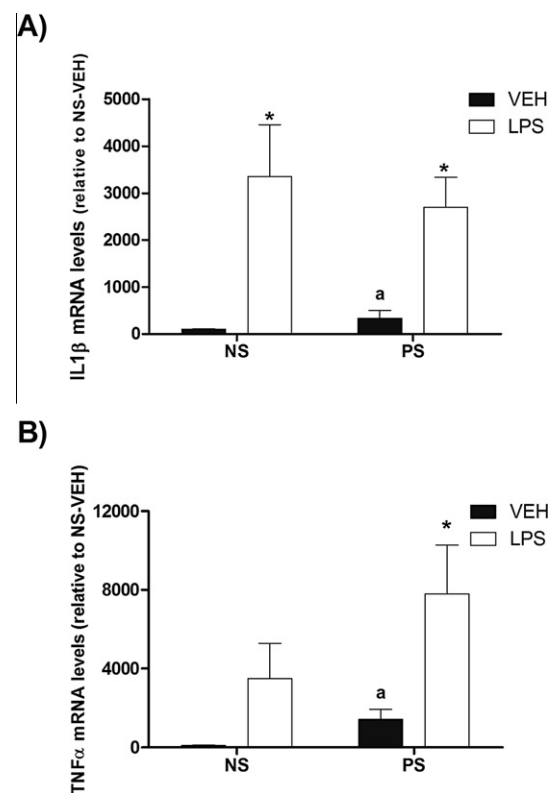 A)
IL1β mRNA levels (relative to NS-VEH)
5000
4000
3000
2000
1000
0
*
a
*
NS
PS
VEH
LPS
B)
TNFα mRNA levels (relative to NS-VEH)
12000
8000
4000
0
a
*
NS
PS
VEH
LPS